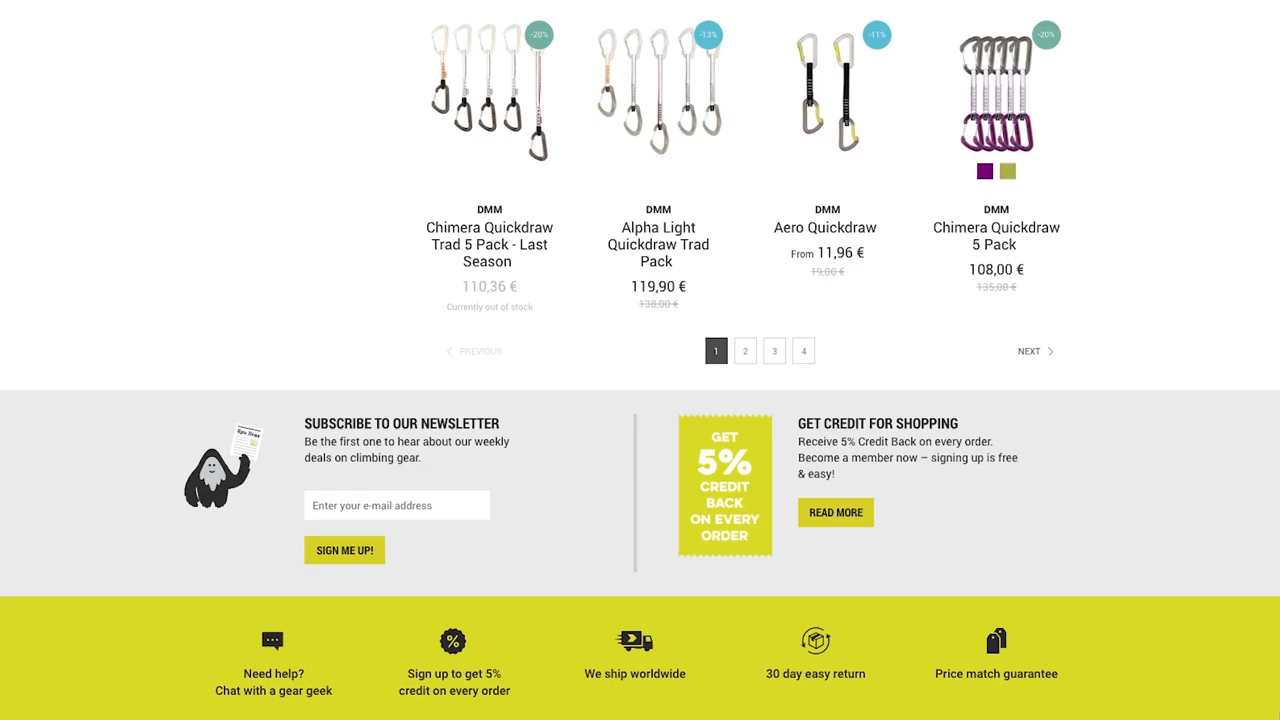 -20%
-13%
-11%
-20%
DMM
Chimera Quickdraw
Trad 5 Pack - Last
Season
110,36 €
Currently out of stock
DMM
Alpha Light
Quickdraw Trad
Pack
119,90 €
138,00 €
DMM
Aero Quickdraw
From 11,96 €
19,00 €
DMM
Chimera Quickdraw
5 Pack
108,00 €
135,00 €
PREVIOUS
1
2
3
4
NEXT
Epic News
SUBSCRIBE TO OUR NEWSLETTER
Be the first one to hear about our weekly
deals on climbing gear.
Enter your e-mail address
SIGN ME UP!
GET
5%
CREDIT
BACK
ON EVERY
ORDER
GET CREDIT FOR SHOPPING
Receive 5% Credit Back on every order.
Become a member now – signing up is free
& easy!
READ MORE
Need help?
Chat with a gear geek
Sign up to get 5%
credit on every order
We ship worldwide
30 day easy return
Price match guarantee